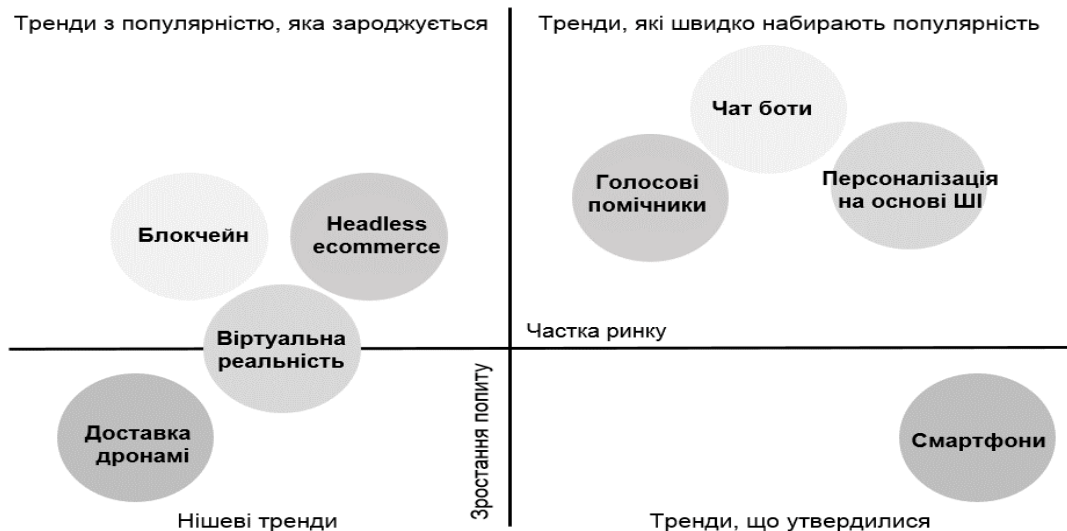 Тренди з популярністю, яка зароджується
Тренди, які швидко набирають популярність
Чат боти
Голосові
помічники
Персоналізація
на основі ШІ
Блокчейн
Headless
ecommerce
Частка ринку
Віртуальна
реальність
Зростання попиту
Доставка
дронамі
Смартфони
Нішеві тренди
Тренди, що утвердилися